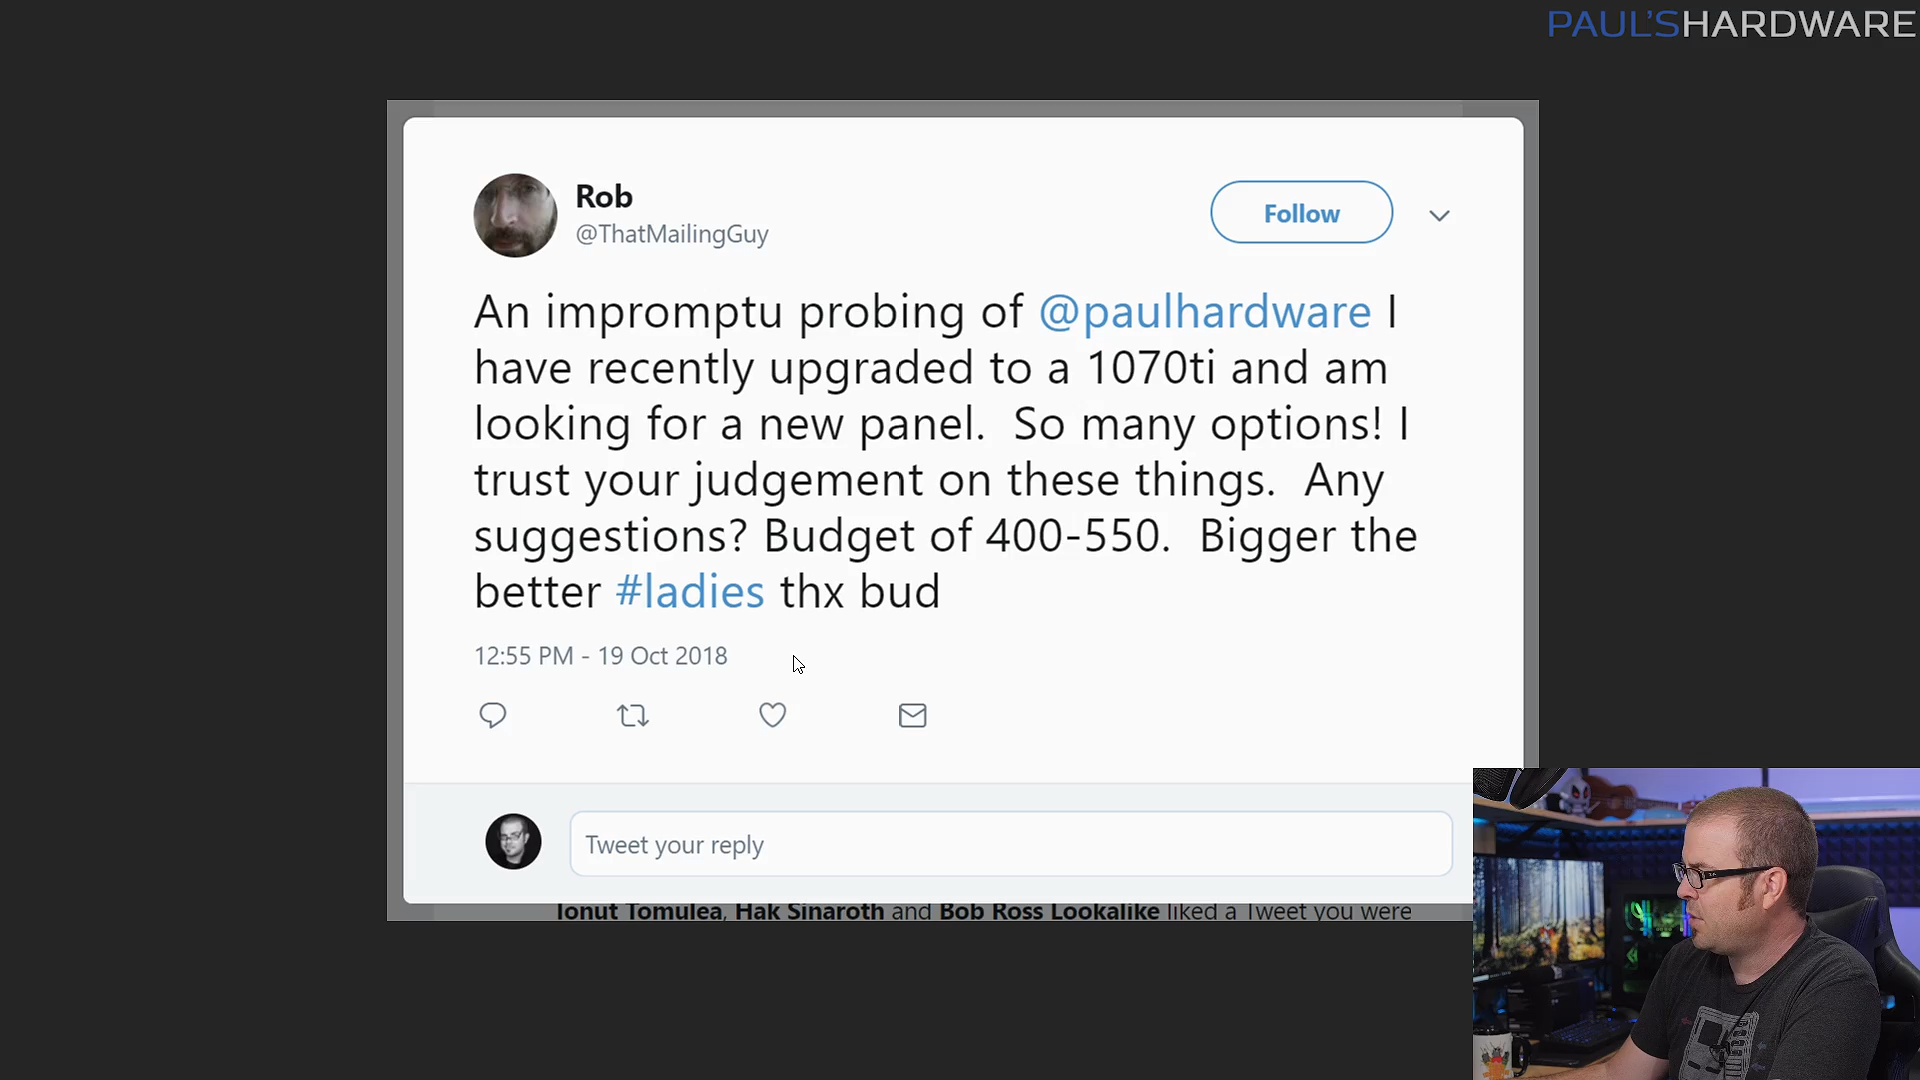 PAUL'SHARDWARE
Rob
@ThatMailingGuy
Follow
An impromptu probing of @paulhardware I
have recently upgraded to a 1070ti and am
looking for a new panel.  So many options! I
trust your judgement on these things.  Any
suggestions? Budget of 400-550.  Bigger the
better #ladies thx bud
12:55 PM - 19 Oct 2018
Tweet your reply
Ionut Tomulea, Hak Sinaroth and Bob Ross Lookalike liked a Tweet you were